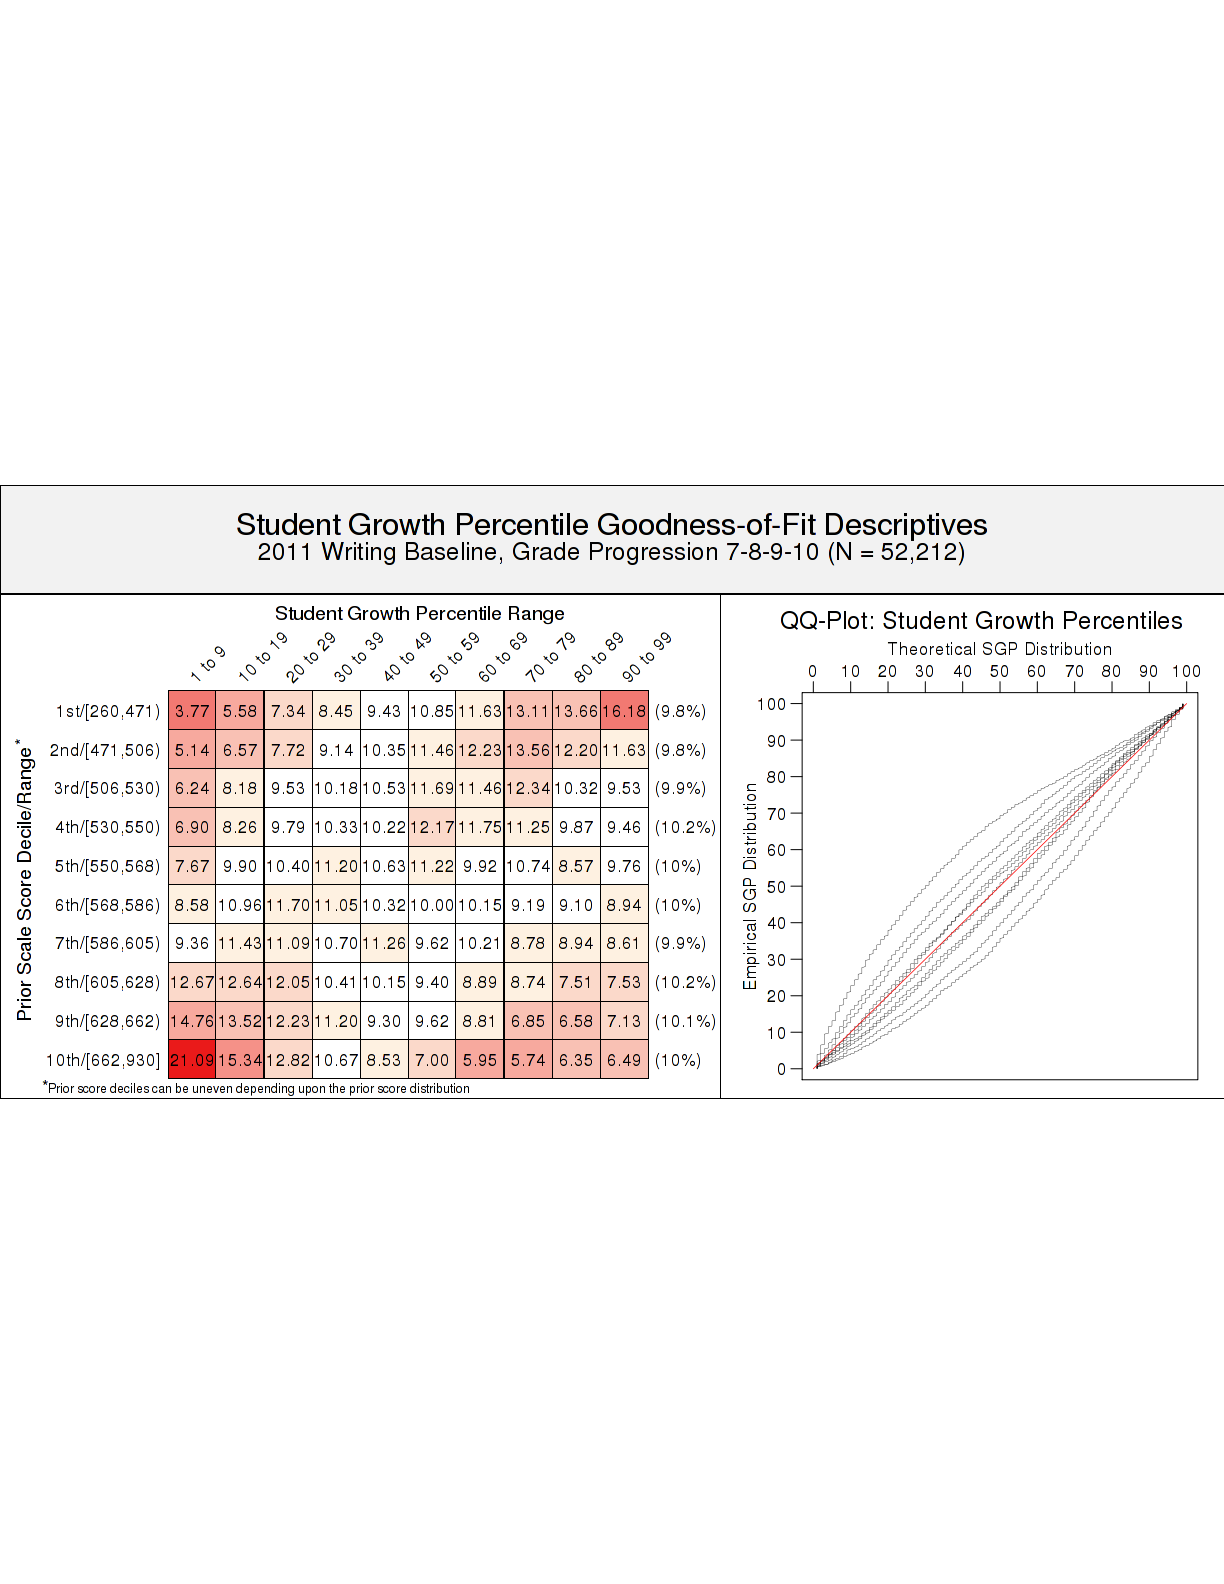 Student Growth Percentile Goodness-of-Fit Descriptives
2011 Writing Baseline, Grade Progression 7-8-9-10 (N = 52,212)
Student Growth Percentile Range
1 to 9 10 to 19 20 to 29 30 to 39 40 to 49 50 to 59 60 to 69 70 to 79 80 to 89 90 to 99
Prior Scale Score Decile/Range*
1st/[260,471) 3.77 5.58 7.34 8.45 9.43 10.85 11.63 13.11 13.66 16.18 (9.8%)
2nd/[471,506) 5.14 6.57 7.72 9.14 10.35 11.46 12.23 13.56 12.20 11.63 (9.8%)
3rd/[506,530) 6.24 8.18 9.53 10.18 10.53 11.69 11.46 12.34 10.32 9.53 (9.9%)
4th/[530,550) 6.90 8.26 9.79 10.33 10.22 12.17 11.75 11.25 9.87 9.46 (10.2%)
5th/[550,568) 7.67 9.90 10.40 11.20 10.63 11.22 9.92 10.74 8.57 9.76 (10%)
6th/[568,586) 8.58 10.96 11.70 11.05 10.32 10.00 10.15 9.19 9.10 8.94 (10%)
7th/[586,605) 9.36 11.43 11.09 10.70 11.26 9.62 10.21 8.78 8.94 8.61 (9.9%)
8th/[605,628) 12.67 12.64 12.05 10.41 10.15 9.40 8.89 8.74 7.51 7.53 (10.2%)
9th/[628,662) 14.76 13.52 12.23 11.20 9.30 9.62 8.81 6.85 6.58 7.13 (10.1%)
10th/[662,930] 21.09 15.34 12.82 10.67 8.53 7.00 5.95 5.74 6.35 6.49 (10%)
*Prior score deciles can be uneven depending upon the prior score distribution
QQ-Plot: Student Growth Percentiles
Theoretical SGP Distribution
0 10 20 30 40 50 60 70 80 90 100
Empirical SGP Distribution
100
90
80
70
60
50
40
30
20
10
0